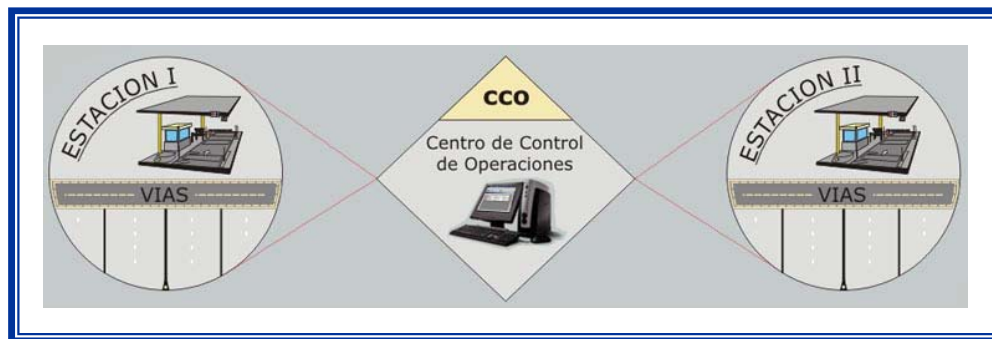 ESTACION I
VIAS
CCO
Centro de Control
de Operaciones
ESTACION II
VIAS